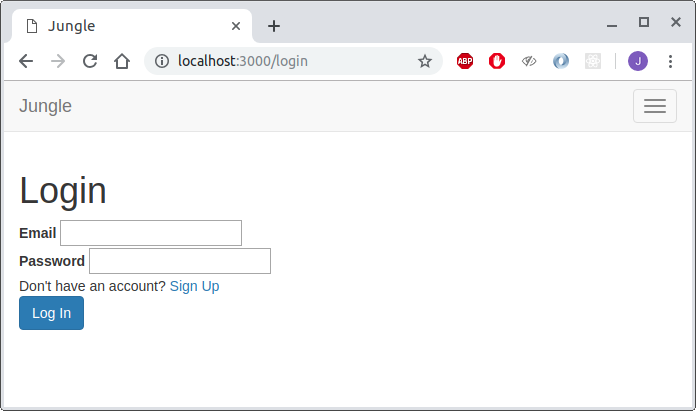 Jungle
localhost:3000/login
ABP
J
Jungle
Login
Email
Password
Don't have an account? Sign Up
Log In